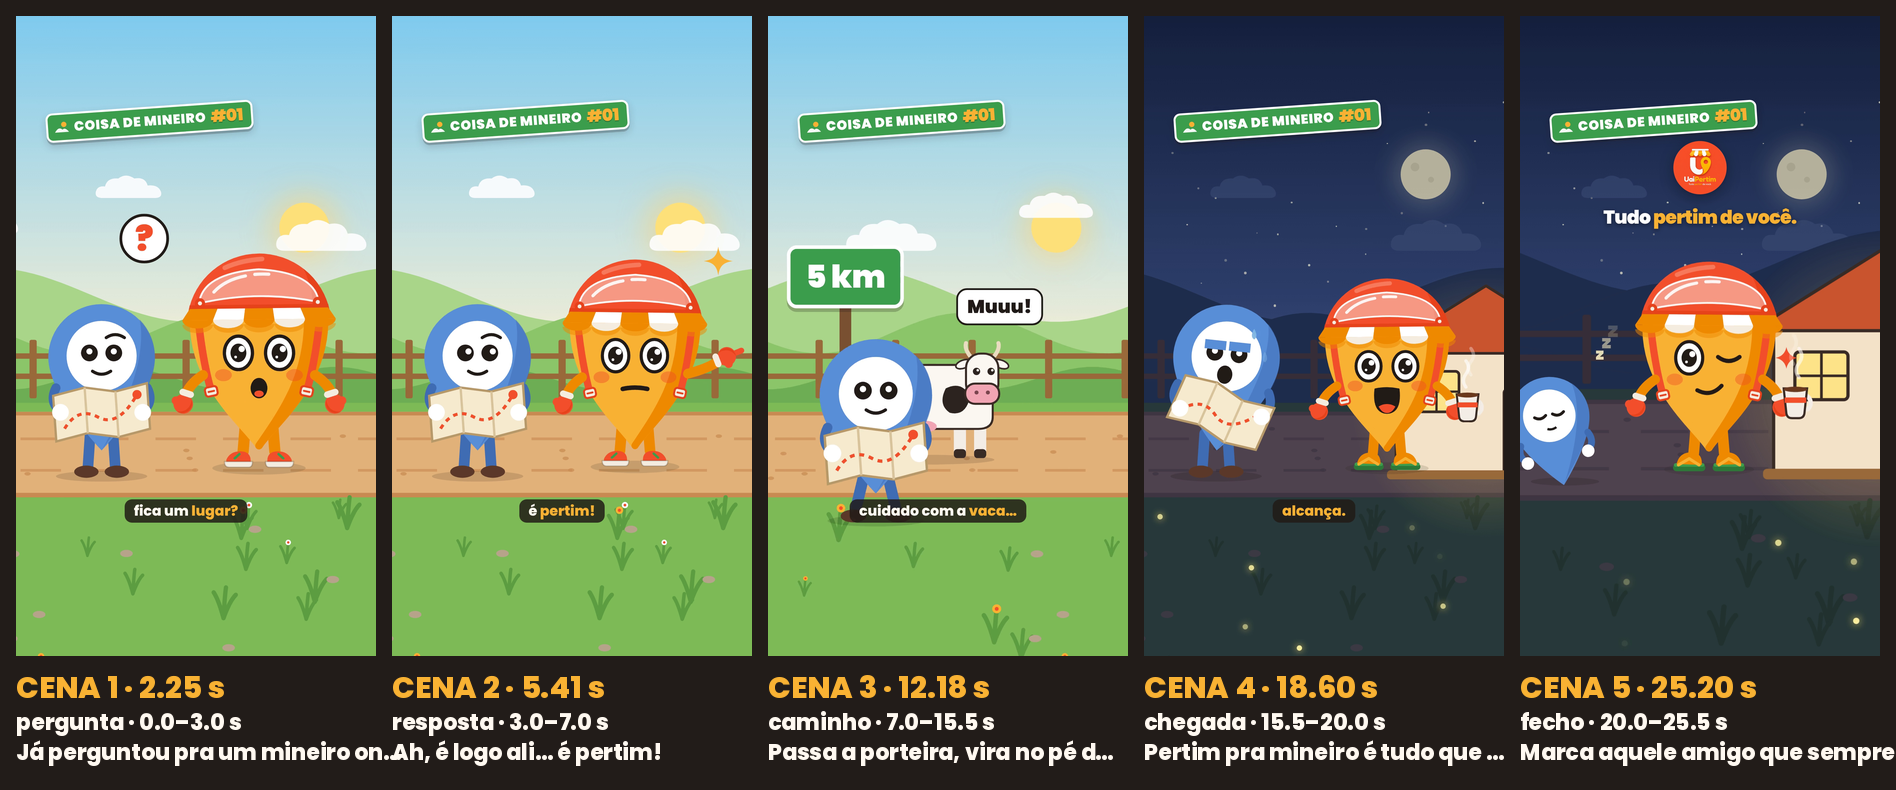 COISA DE MINEIRO #01
?
fica um lugar?
CENA 1 · 2.25 s
pergunta · 0.0–3.0 s
Já perguntou pra um mineiro on...
COISA DE MINEIRO #01
é pertim!
CENA 2 · 5.41 s
resposta · 3.0–7.0 s
Ah, é logo ali... é pertim!
COISA DE MINEIRO #01
5 km
Muuu!
cuidado com a vaca...
CENA 3 · 12.18 s
caminho · 7.0–15.5 s
Passa a porteira, vira no pé d...
COISA DE MINEIRO #01
alcança.
CENA 4 · 18.60 s
chegada · 15.5–20.0 s
Pertim pra mineiro é tudo que ...
COISA DE MINEIRO #01
UaiPertim
Tudo pertim de você.
z z z
CENA 5 · 25.20 s
fecho · 20.0–25.5 s
Marca aquele amigo que sempre